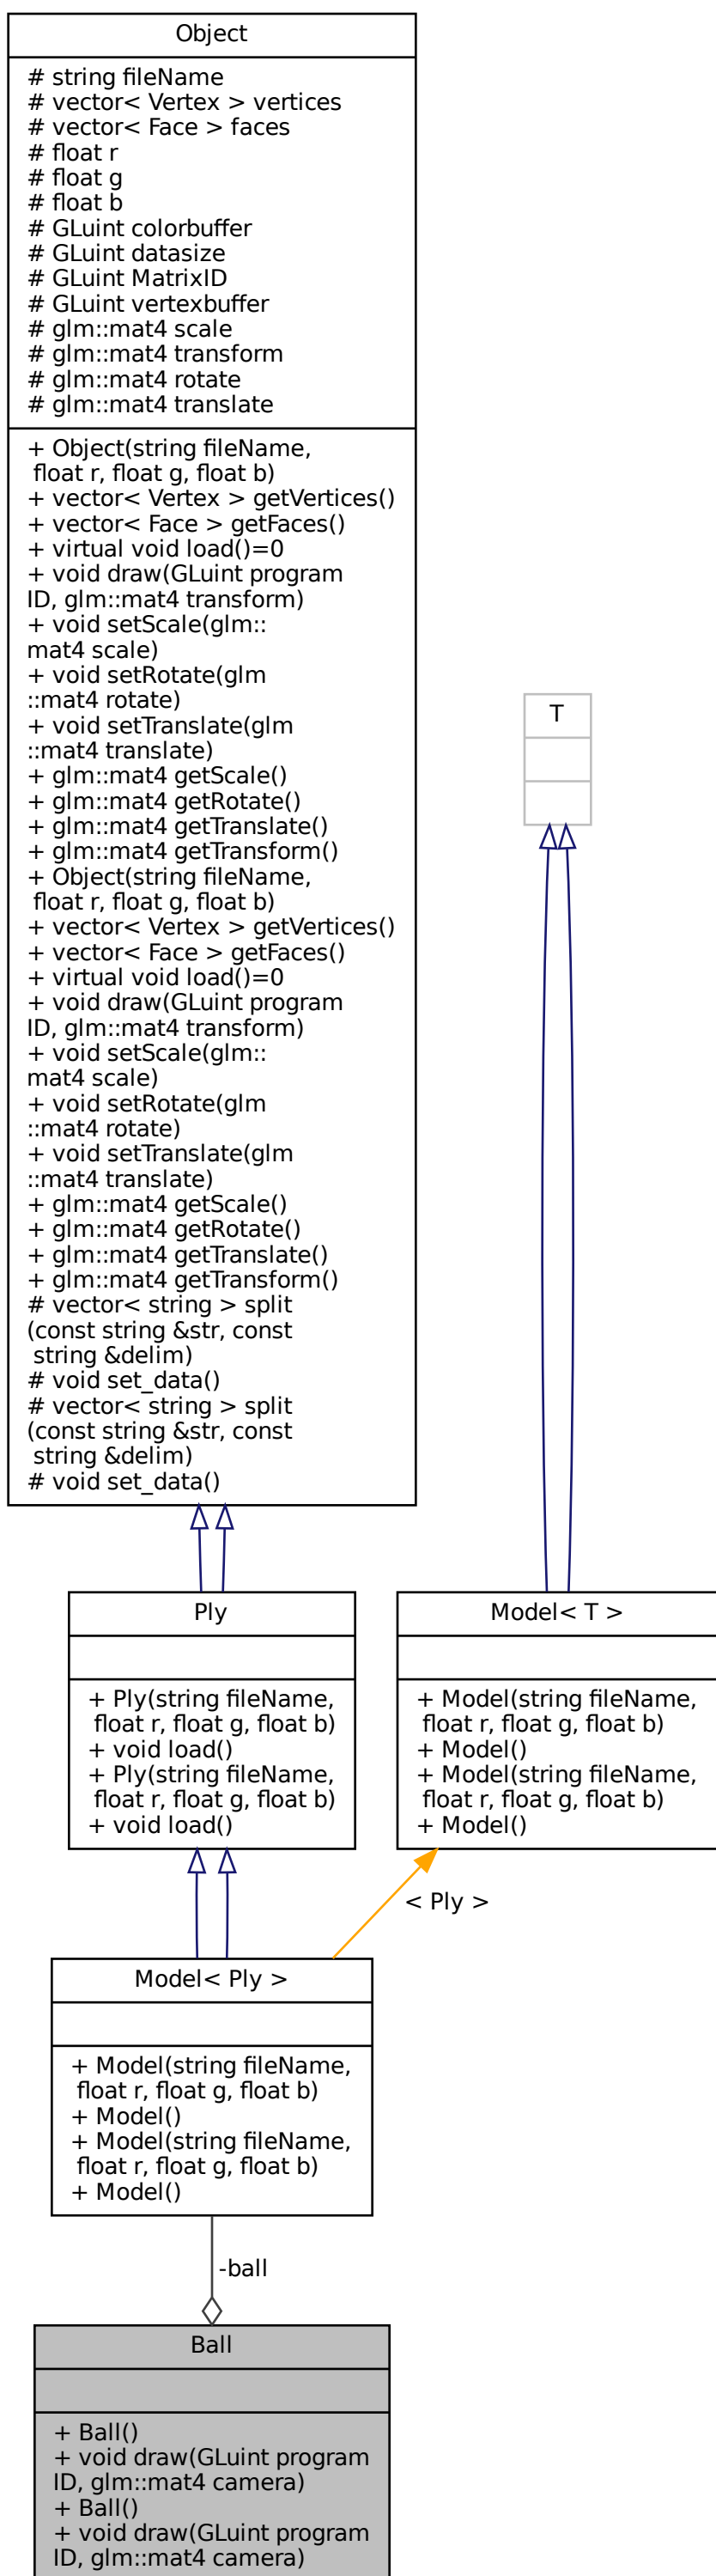 Object
# string fileName
# vector< Vertex > vertices
# vector< Face > faces
# float r
# float g
# float b
# GLuint colorbuffer
# GLuint datasize
# GLuint MatrixID
# GLuint vertexbuffer
# glm::mat4 scale
# glm::mat4 transform
# glm::mat4 rotate
# glm::mat4 translate
+ Object(string fileName,
float r, float g, float b)
+ vector< Vertex > getVertices()
+ vector< Face > getFaces()
+ virtual void load()=0
+ void draw(GLuint program
ID, glm::mat4 transform)
+ void setScale(glm::
mat4 scale)
+ void setRotate(glm
::mat4 rotate)
+ void setTranslate(glm
::mat4 translate)
+ glm::mat4 getScale()
+ glm::mat4 getRotate()
+ glm::mat4 getTranslate()
+ glm::mat4 getTransform()
+ Object(string fileName,
float r, float g, float b)
+ vector< Vertex > getVertices()
+ vector< Face > getFaces()
+ virtual void load()=0
+ void draw(GLuint program
ID, glm::mat4 transform)
+ void setScale(glm::
mat4 scale)
+ void setRotate(glm
::mat4 rotate)
+ void setTranslate(glm
::mat4 translate)
+ glm::mat4 getScale()
+ glm::mat4 getRotate()
+ glm::mat4 getTranslate()
+ glm::mat4 getTransform()
# vector< string > split
(const string &str, const
string &delim)
# void set_data()
# vector< string > split
(const string &str, const
string &delim)
# void set_data()
T
Ply
+ Ply(string fileName,
float r, float g, float b)
+ void load()
+ Ply(string fileName,
float r, float g, float b)
+ void load()
Model< T >
+ Model(string fileName,
float r, float g, float b)
+ Model()
+ Model(string fileName,
float r, float g, float b)
+ Model()
< Ply >
Model< Ply >
+ Model(string fileName,
float r, float g, float b)
+ Model()
+ Model(string fileName,
float r, float g, float b)
+ Model()
-ball
Ball
+ Ball()
+ void draw(GLuint program
ID, glm::mat4 camera)
+ Ball()
+ void draw(GLuint program
ID, glm::mat4 camera)